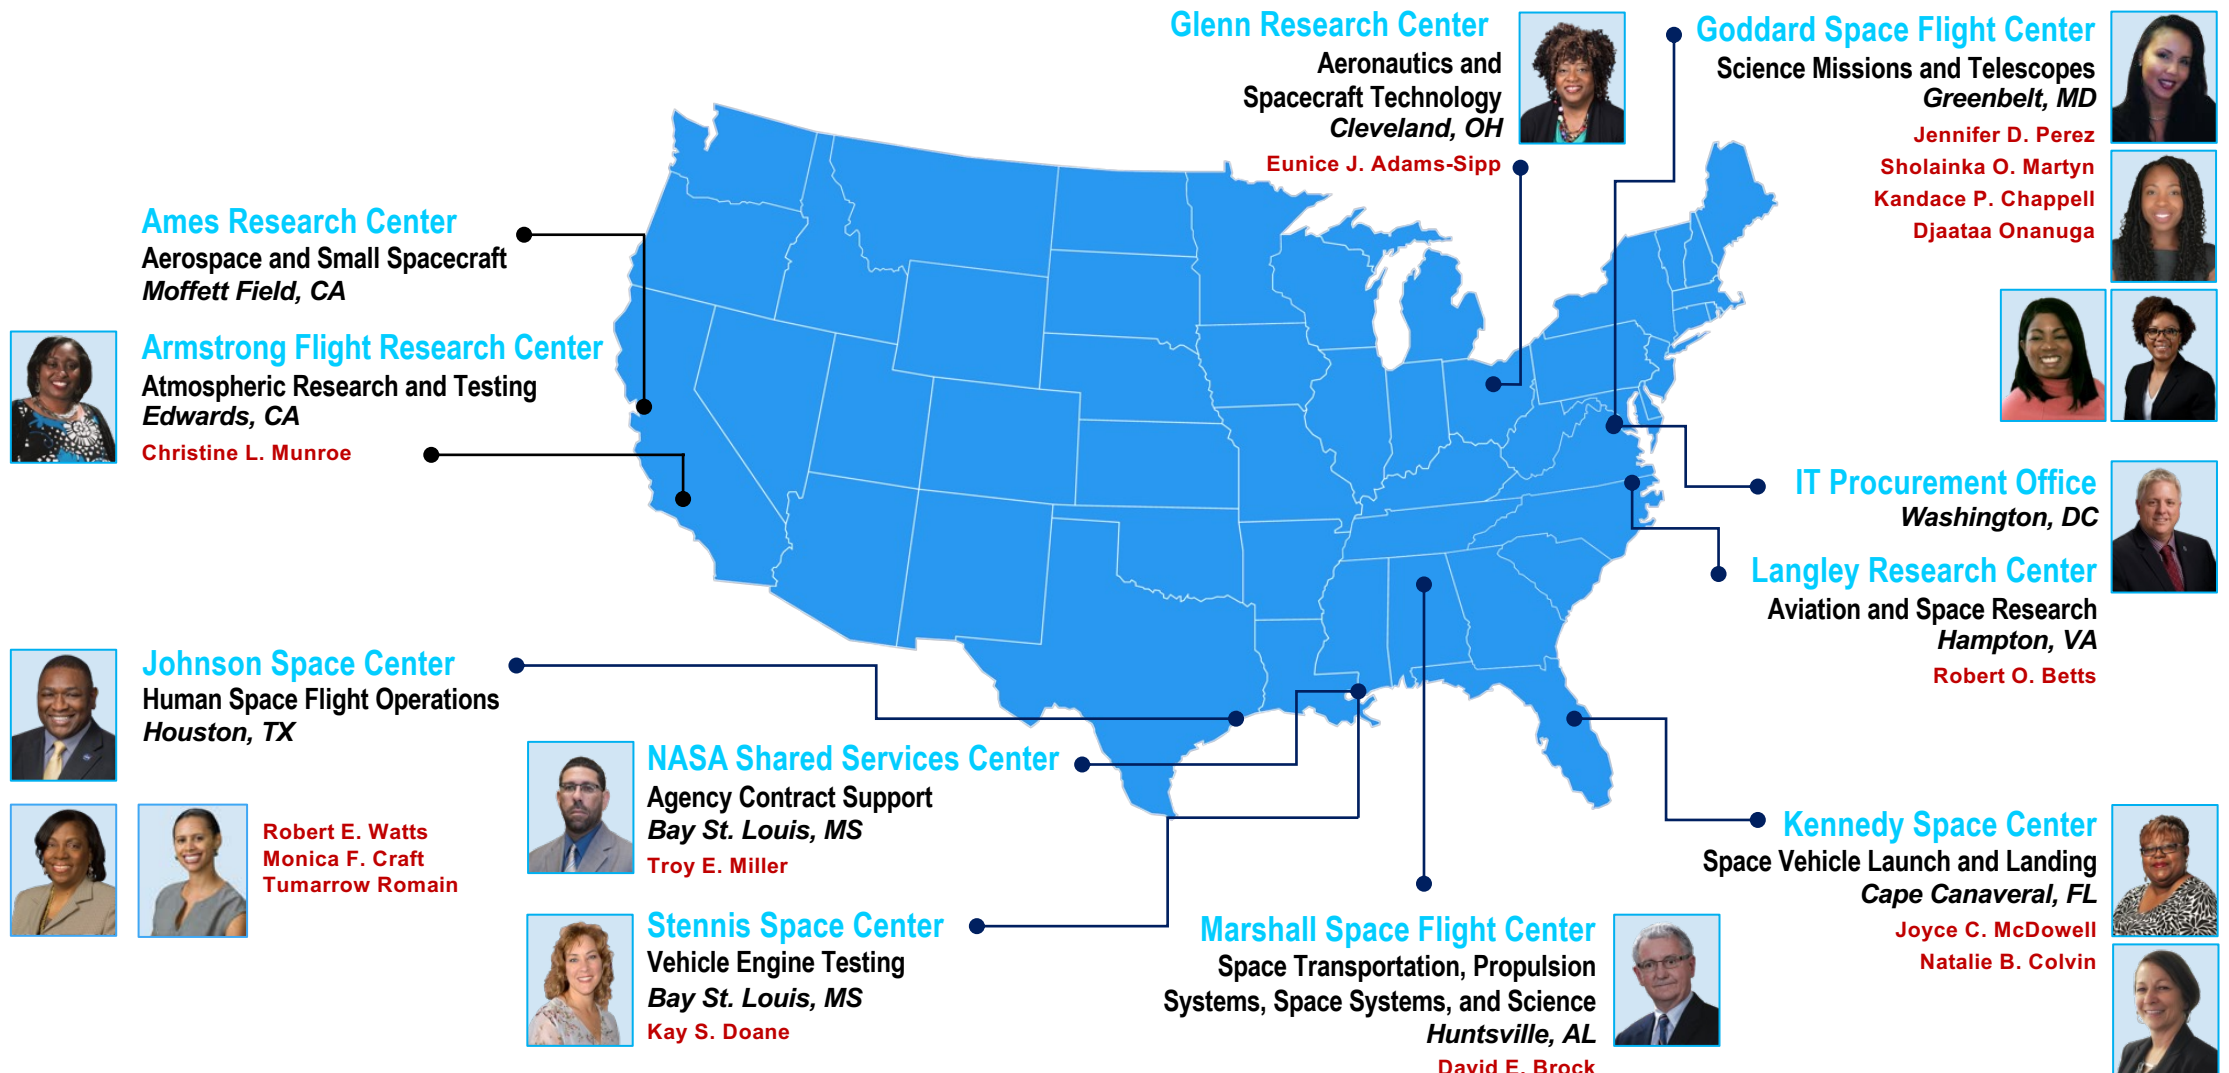 Glenn Research Center
Aeronautics and
Spacecraft Technology
Cleveland, OH
Eunice J. Adams-Sipp
Goddard Space Flight Center
Science Missions and Telescopes
Greenbelt, MD
Jennifer D. Perez
Sholainka O. Martyn
Kandace P. Chappell
Djaataa Onanuga
Ames Research Center
Aerospace and Small Spacecraft
Moffett Field, CA
Armstrong Flight Research Center
Atmospheric Research and Testing
Edwards, CA
Christine L. Munroe
IT Procurement Office
Washington, DC
Langley Research Center
Aviation and Space Research
Hampton, VA
Robert O. Betts
Johnson Space Center
Human Space Flight Operations
Houston, TX
Robert E. Watts
Monica F. Craft
Tumarrow Romain
NASA Shared Services Center
Agency Contract Support
Bay St. Louis, MS
Troy E. Miller
Stennis Space Center
Vehicle Engine Testing
Bay St. Louis, MS
Kay S. Doane
Marshall Space Flight Center
Space Transportation, Propulsion
Systems, Space Systems, and Science
Huntsville, AL
David E. Brock
Kennedy Space Center
Space Vehicle Launch and Landing
Cape Canaveral, FL
Joyce C. McDowell
Natalie B. Colvin